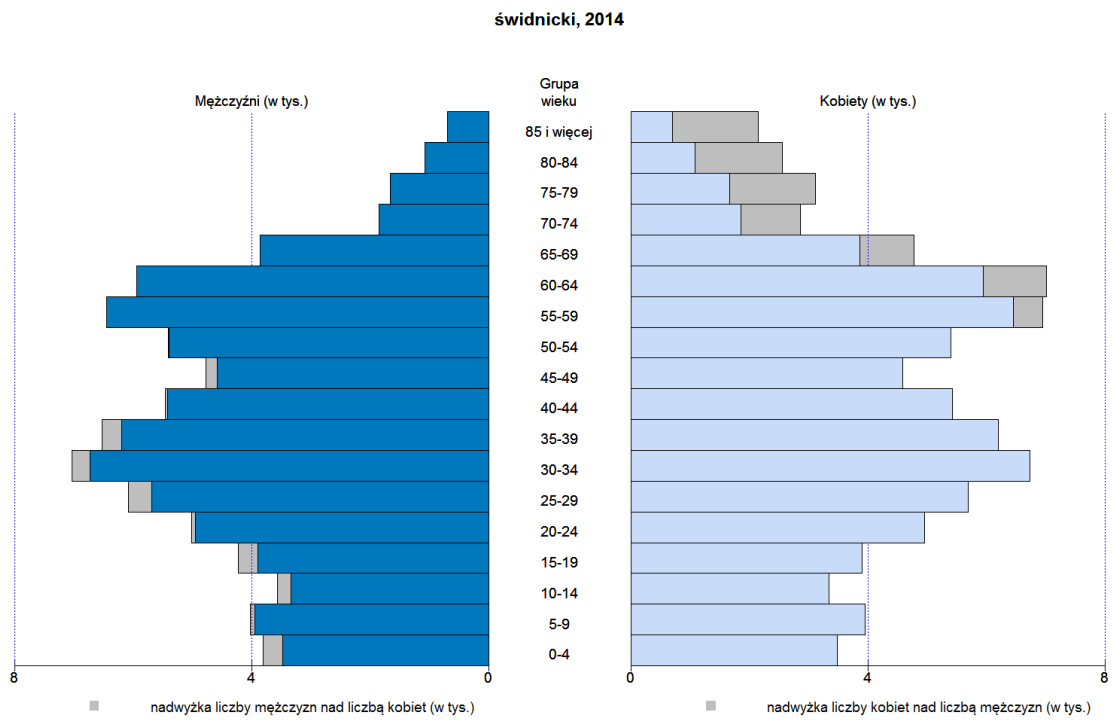 świdnicki, 2014
Grupa
wieku
Mężczyźni (w tys.)
Kobiety (w tys.)
85 i więcej
80-84
75-79
70-74
65-69
60-64
55-59
50-54
45-49
40-44
35-39
30-34
25-29
20-24
15-19
10-14
5-9
0-4
8 4 0 0 4 8
nadwyżka liczby mężczyzn nad liczbą kobiet (w tys.)
nadwyżka liczby kobiet nad liczbą mężczyzn (w tys.)